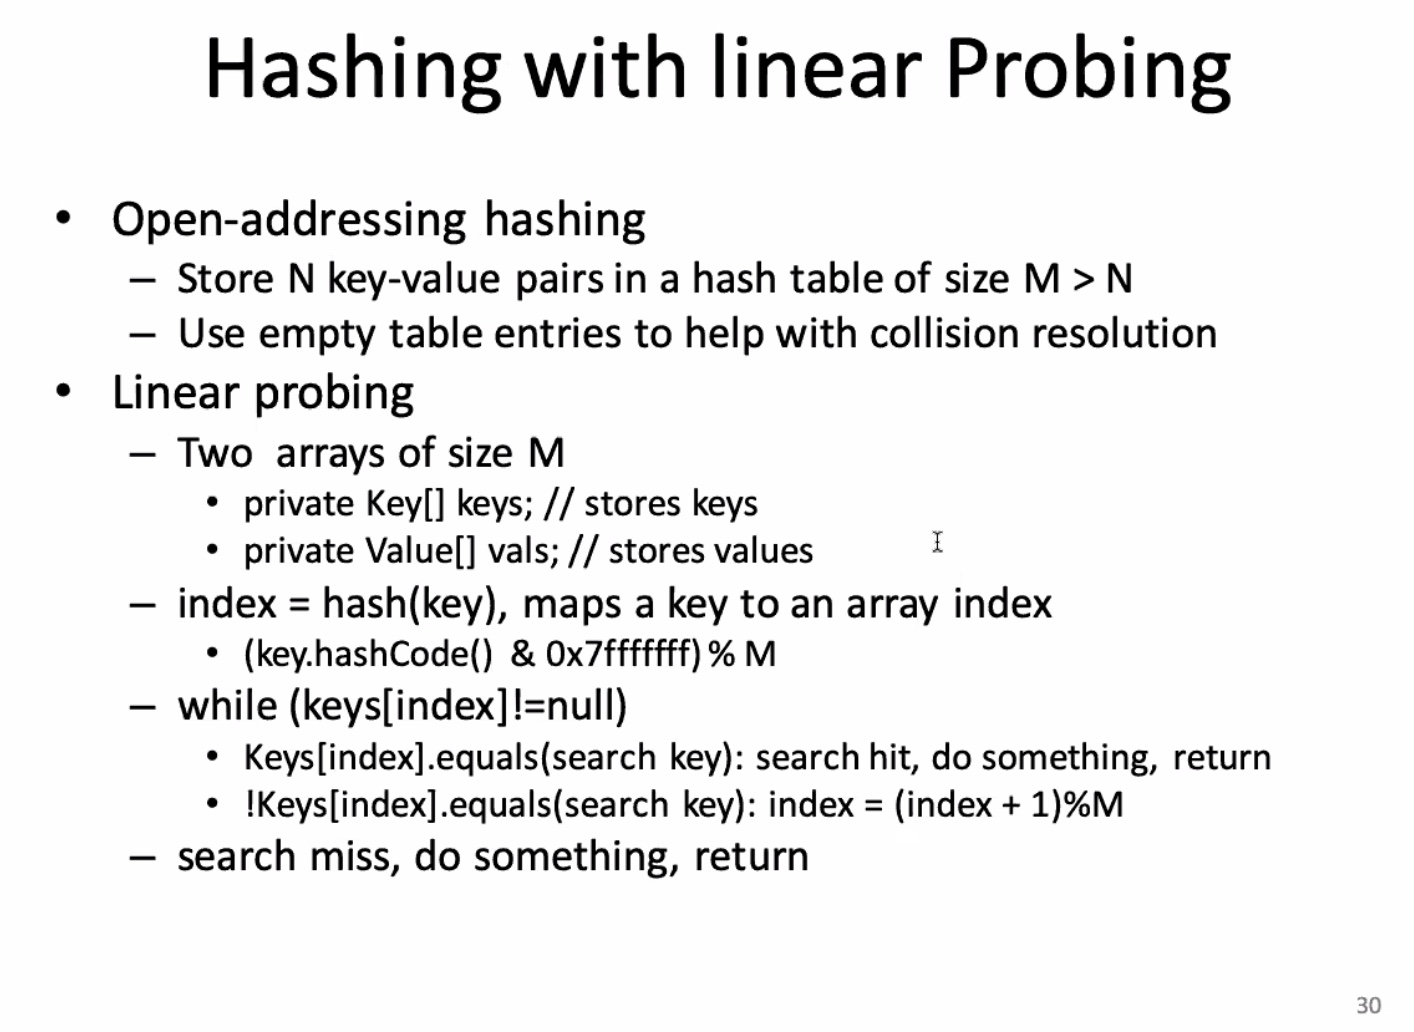 Hashing with linear Probing
• Open-addressing hashing
– Store N key-value pairs in a hash table of size M > N
– Use empty table entries to help with collision resolution
• Linear probing
– Two  arrays of size M
• private Key[] keys; // stores keys
• private Value[] vals; // stores values
– index = hash(key), maps a key to an array index
• (key.hashCode()  & 0x7fffffff) % M
– while (keys[index]!=null)
• Keys[index].equals(search key): search hit, do something, return
• !Keys[index].equals(search key): index = (index + 1)%M
– search miss, do something, return
30